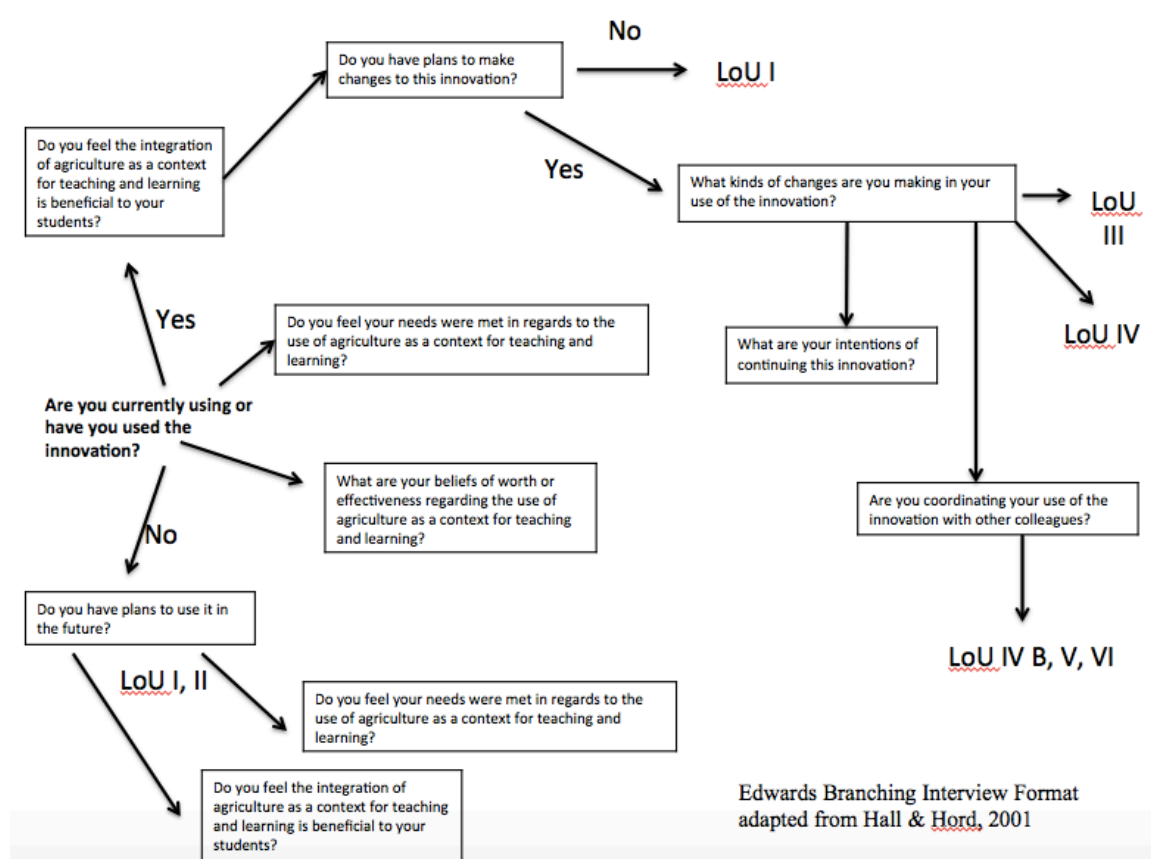 No
Do you have plans to make
changes to this innovation?
LoU I
Do you feel the integration
of agriculture as a context
for teaching and learning
is beneficial to your
students?
Yes
What kinds of changes are you making in your
use of the innovation?
LoU
III
Yes
Do you feel your needs were met in regards to the
use of agriculture as a context for teaching and
learning?
What are your intentions of
continuing this innovation?
LoU IV
Are you currently using or
have you used the
innovation?
What are your beliefs of worth or
effectiveness regarding the use of
agriculture as a context for teaching
and learning?
Are you coordinating your use of the
innovation with other colleagues?
No
Do you have plans to use it in
the future?
LoU IV B, V, VI
LoU I, II
Do you feel your needs were met in regards to the
use of agriculture as a context for teaching and
learning?
Do you feel the integration of
agriculture as a context for teaching
and learning is beneficial to your
students?
Edwards Branching Interview Format
adapted from Hall & Hord, 2001